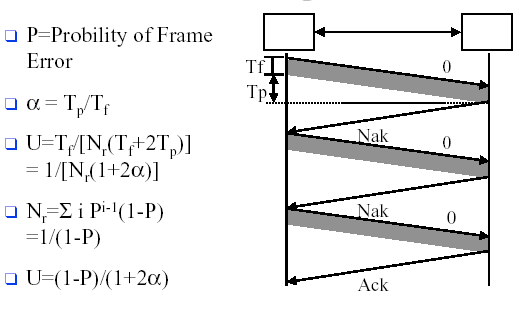 P=Probility of Frame
Error
α = Tp/Tf
U=Tf/[Nr(Tf+2Tp)]
= 1/[Nr(1+2α)]
Nr=Σ i Pi-1(1-P)
=1/(1-P)
U=(1-P)/(1+2α)
Tf
0
Tp
Nak
0
Nak
0
Ack